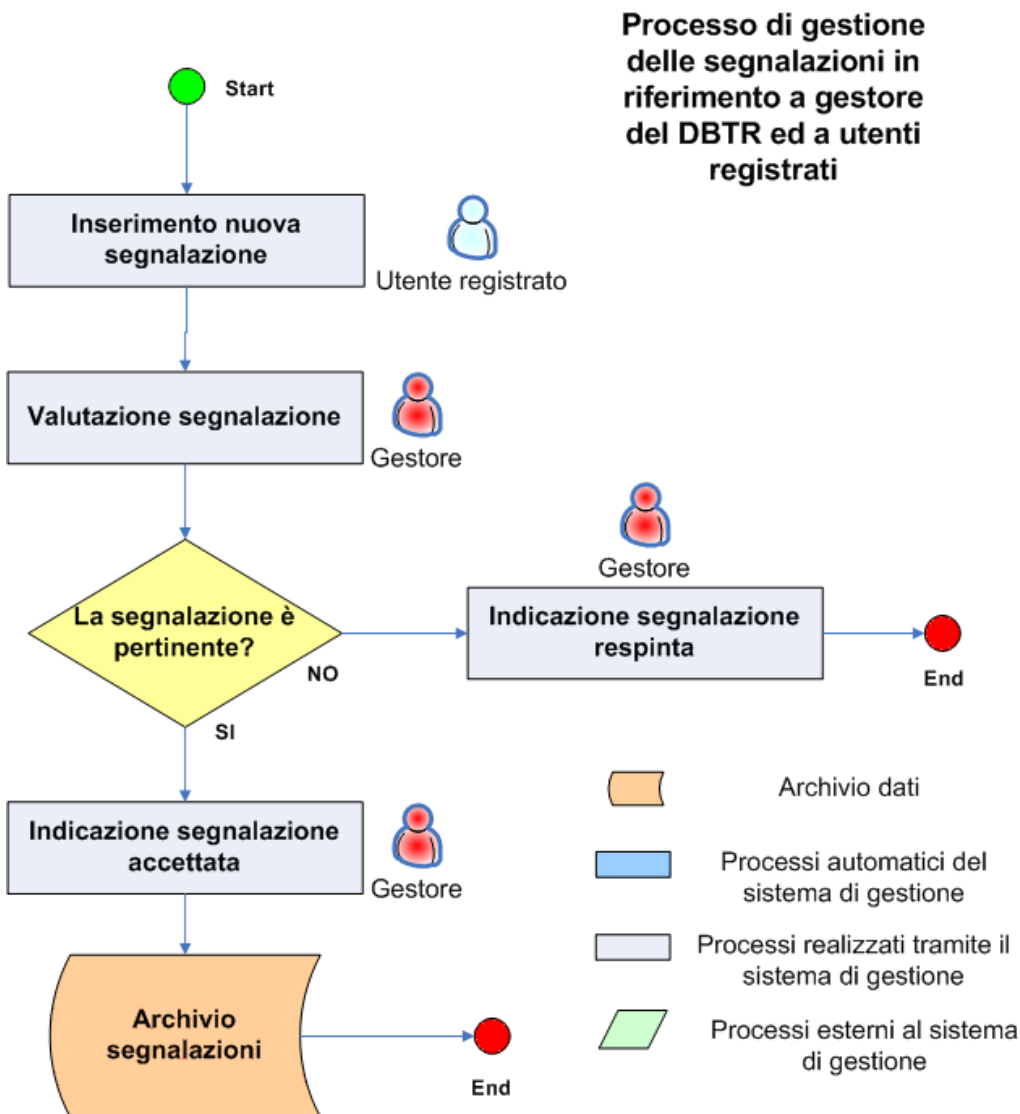 Processo di gestione
delle segnalazioni in
riferimento a gestore
del DBTR ed a utenti
registrati
Start
Inserimento nuova
segnalazione
Utente registrato
Valutazione segnalazione
Gestore
La segnalazione è
pertinente?
NO
SI
Gestore
Indicazione segnalazione
respinta
End
Indicazione segnalazione
accettata
Gestore
Archivio
segnalazioni
End
Archivio dati
Processi automatici del
sistema di gestione
Processi realizzati tramite il
sistema di gestione
Processi esterni al sistema
di gestione